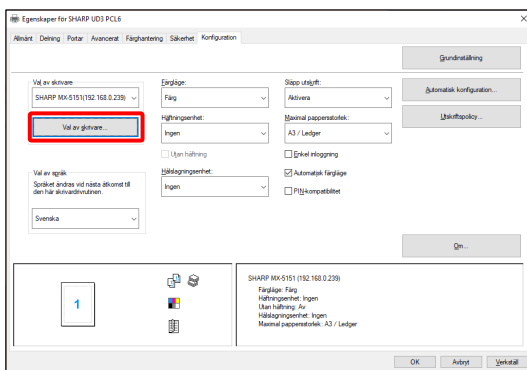 Egenskaper för SHARP UD3 PCL6
Allmänt Delning Portar Avancerat Färghantering Säkerhet Konfiguration
Grundinställning
Val av skrivare
SHARP MX-5151(192.168.0.239)
Val av skrivare...
Färgläge:
Färg
Släpp utskrift:
Aktivera
Automatisk konfiguration...
Häftningsenhet:
Ingen
Maximal pappersstorlek:
A3 / Ledger
Utskriftspolicy...
Utan häftning
Enkel inloggning
Val av språk
Språket ändras vid nästa åtkomst till
den här skrivardrivrutinen.
Svenska
Hålslagningsenhet:
Ingen
Automatisk färgläge
PIN-kompatibilitet
Om...
1
SHARP MX-5151 (192.168.0.239)
Färgläge: Färg
Häftningsenhet: Ingen
Utan häftning: Av
Hålslagningsenhet: Ingen
Maximal pappersstorlek: A3 / Ledger
OK Avbryt Verkställ